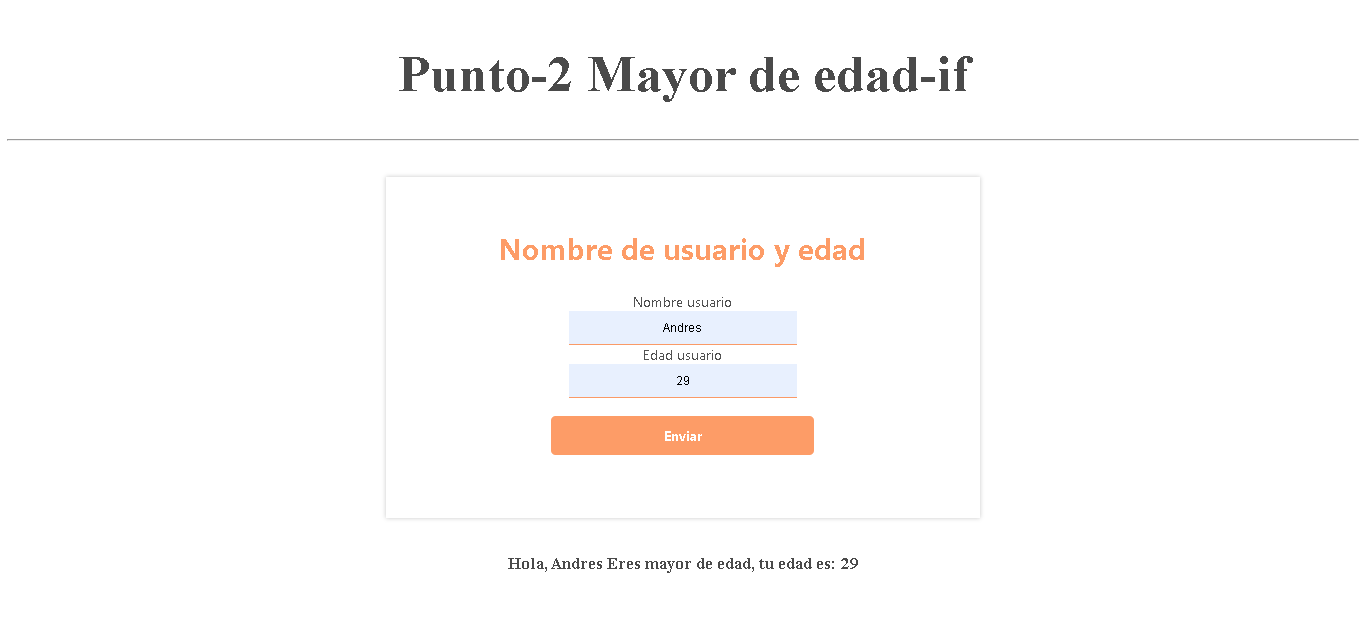 Punto-2 Mayor de edad-if
Nombre de usuario y edad
Nombre usuario
Andres
Edad usuario
29
Enviar
Hola, Andres Eres mayor de edad, tu edad es: 29